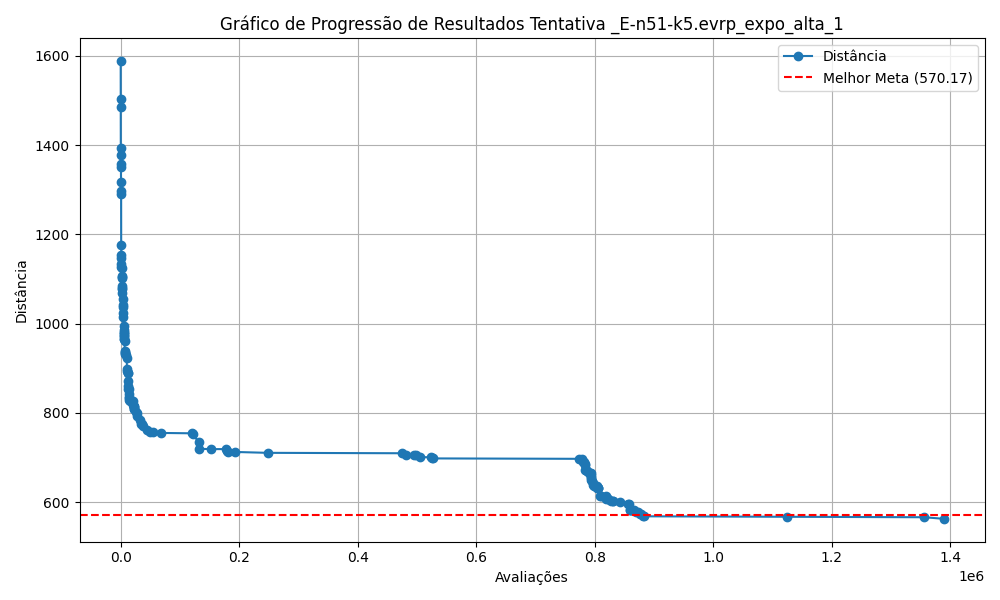 Gráfico de Progressão de Resultados Tentativa _E-n51-k5.evrp_expo_alta_1
Distância
Melhor Meta (570.17)
1600
1400
1200
1000
800
600
Distância
0.0 0.2 0.4 0.6 0.8 1.0 1.2 1.4
1e6
Avaliações